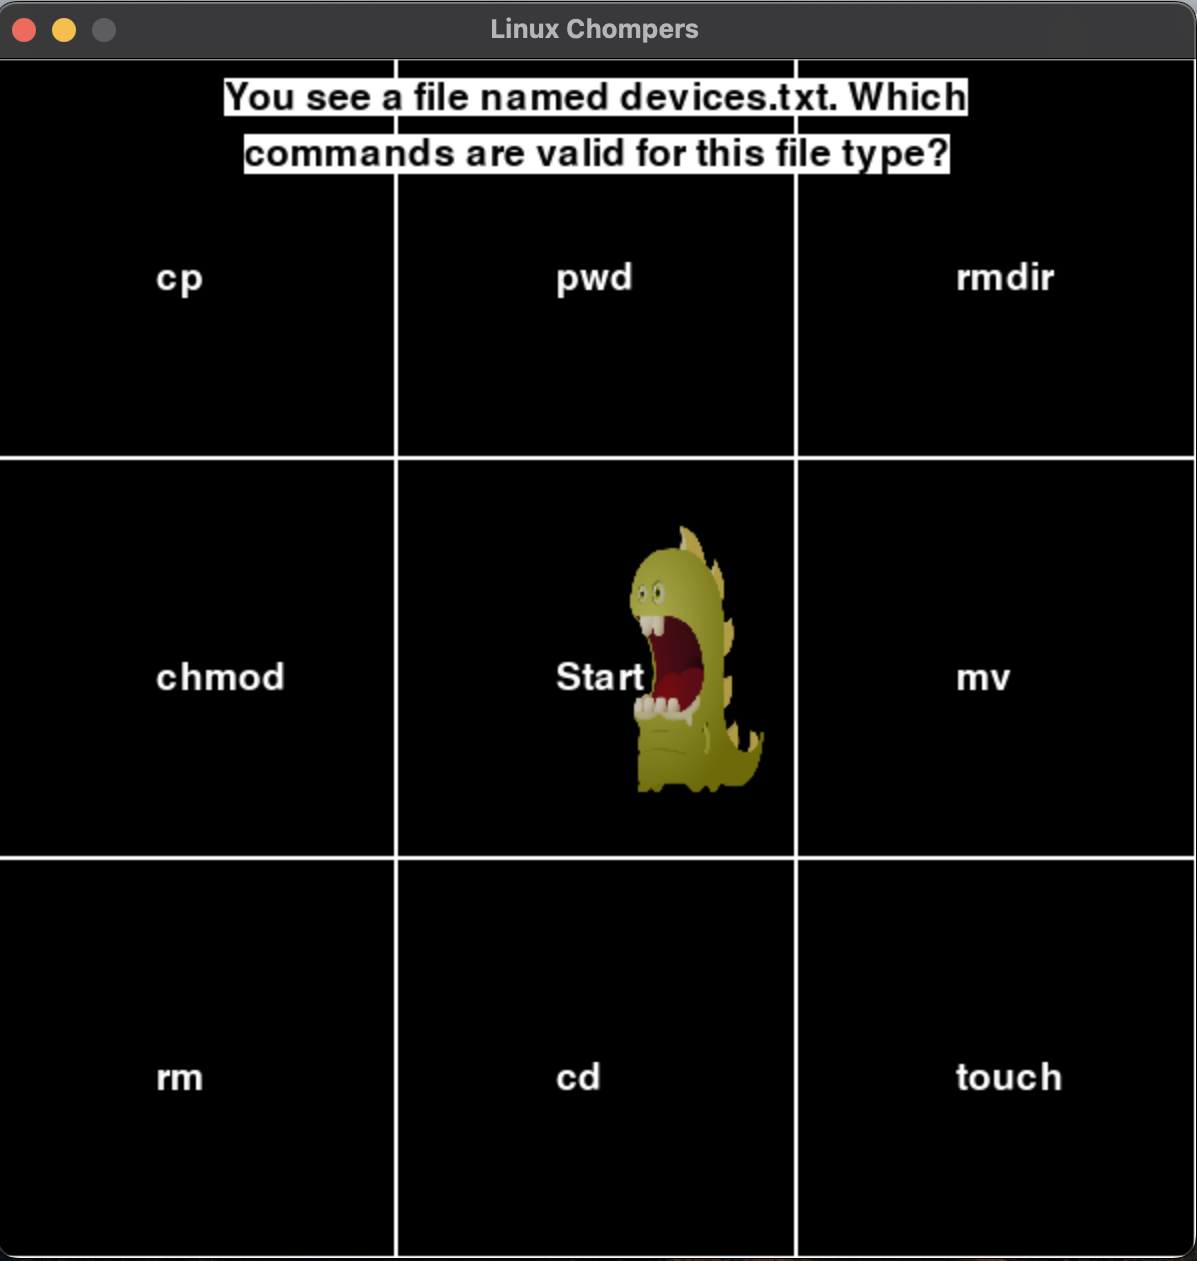 Linux Chompers
You see a file named devices.txt. Which
commands are valid for this file type?
cp
pwd
rmdir
chmod
Start
mv
rm
cd
touch